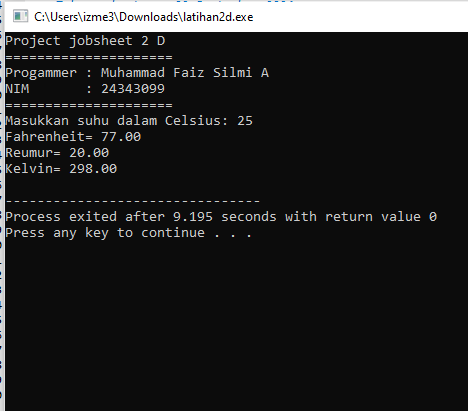 C:\Users\izme3\Downloads\latihan2d.exe
Project jobsheet 2 D
=====================
Progammer : Muhammad Faiz Silmi A
NIM       : 24343099
=====================
Masukkan suhu dalam Celsius: 25
Fahrenheit= 77.00
Reumur= 20.00
Kelvin= 298.00
--------------------------------
Process exited after 9.195 seconds with return value 0
Press any key to continue . . .